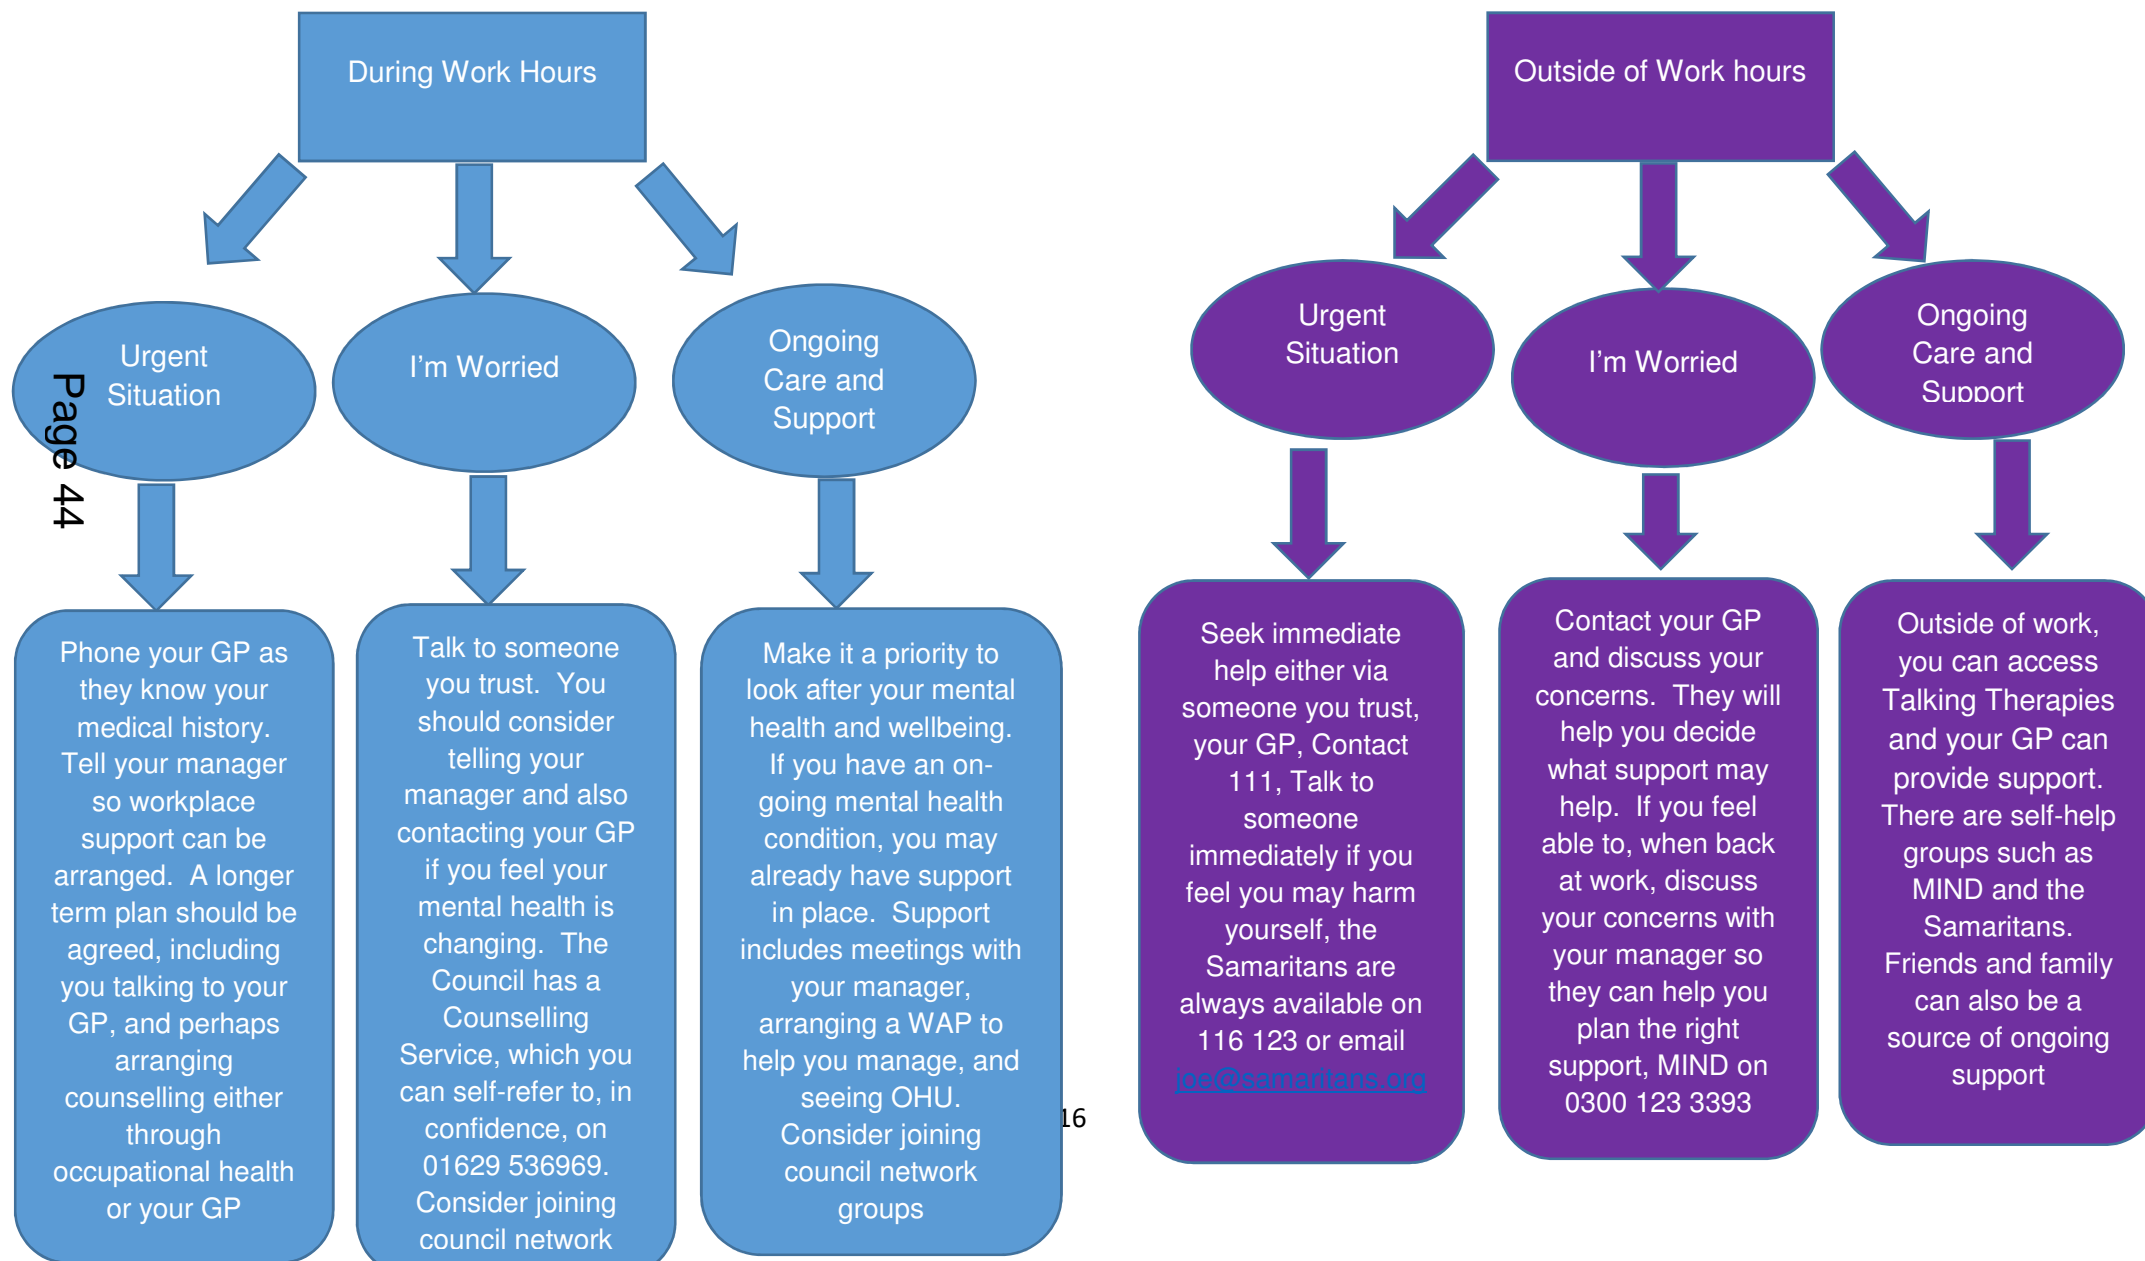 During Work Hours
Urgent
Situation
I'm Worried
Ongoing
Care and
Support
Page 44
Phone your GP as
they know your
medical history.
Tell your manager
so workplace
support can be
arranged.  A longer
term plan should be
agreed, including
you talking to your
GP, and perhaps
arranging
counselling either
through
occupational health
or your GP
Talk to someone
you trust.  You
should consider
telling your
manager and also
contacting your GP
if you feel your
mental health is
changing.  The
Council has a
Counselling
Service, which you
can self-refer to, in
confidence, on
01629 536969.
Consider joining
council network
Make it a priority to
look after your mental
health and wellbeing.
If you have an on-
going mental health
condition, you may
already have support
in place.  Support
includes meetings with
your manager,
arranging a WAP to
help you manage, and
seeing OHU.
Consider joining
council network
groups
16
Outside of Work hours
Urgent
Situation
I'm Worried
Ongoing
Care and
Support
Seek immediate
help either via
someone you trust,
your GP, Contact
111, Talk to
someone
immediately if you
feel you may harm
yourself, the
Samaritans are
always available on
116 123 or email
joe@samaritans.org
Contact your GP
and discuss your
concerns.  They will
help you decide
what support may
help.  If you feel
able to, when back
at work, discuss
your concerns with
your manager so
they can help you
plan the right
support, MIND on
0300 123 3393
Outside of work,
you can access
Talking Therapies
and your GP can
provide support.
There are self-help
groups such as
MIND and the
Samaritans.
Friends and family
can also be a
source of ongoing
support